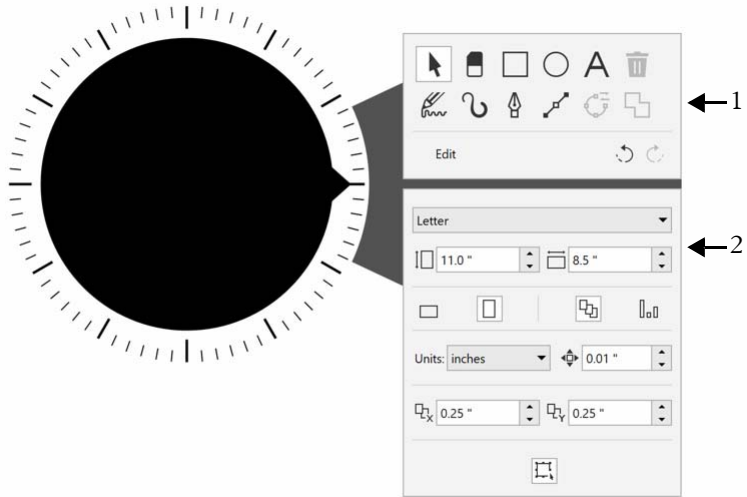 A
1
Edit
Letter
2
11.0 " 8.5 "
Units: inches 0.01 "
X 0.25 " Y 0.25 "